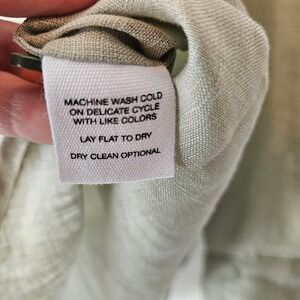 MACHINE WASH COLD
ON DELICATE CYCLE
WITH LIKE COLORS
LAY FLAT TO DRY
DRY CLEAN OPTIONAL